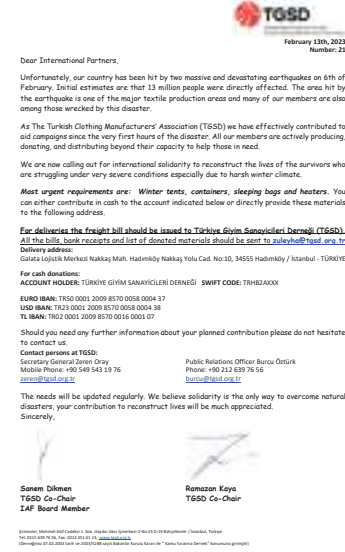 TGSD
February 13th, 2023
Number: 21
Dear International Partners,
Unfortunately, our country has been hit by two massive and devastating earthquakes on 6th of
February. Initial estimates are that 13 million people were directly affected. The area hit by
the earthquake is one of the major textile production areas and many of our members are also
among those wrecked by this disaster.
As The Turkish Clothing Manufacturers' Association (TGSD) we have effectively contributed to
aid campaigns since the very first hours of the disaster. All our members are actively producing,
donating, and distributing beyond their capacity to help those in need.
We are now calling out for international solidarity to reconstruct the lives of the survivors who
are struggling under very severe conditions especially due to harsh winter climate.
Most urgent requirements are: Winter tents, containers, sleeping bags and heaters. You
can either contribute in cash to the account indicated below or directly provide these materials
to the following address.
For deliveries the freight bill should be issued to Türkiye Giyim Sanayicileri Derneği (TGSD).
All the bills, bank receipts and list of donated materials should be sent to zuleyha@tgsd.org.tr
Delivery address:
Galata Lojistik Merkezi Nakkaş Mah. Hadımköy Nakkaş Yolu Cad. No:10, 34555 Hadımköy / İstanbul - TÜRKİYE
For cash donations:
ACCOUNT HOLDER: TÜRKİYE GİYİM SANAYİCİLERİ DERNEĞİ SWIFT CODE: TRHB2AXXX
EURO IBAN: TR50 0001 2009 8570 0058 0004 37
USD IBAN: TR23 0001 2009 8570 0058 0004 38
TL IBAN: TR02 0001 2009 8570 0016 0001 07
Should you need any further information about your planned contribution please do not hesitate
to contact us.
Contact persons at TGSD:
Secretary General Zeren Oray Public Relations Officer Burcu Öztürk
Mobile Phone: +90 549 543 19 76 Phone: +90 212 639 76 56
zeren@tgsd.org.tr burcu@tgsd.org.tr
The needs will be updated regularly. We believe solidarity is the only way to overcome natural
disasters, your contribution to reconstruct lives will be much appreciated.
Sincerely,
Sanem Dikmen Ramazan Kaya
TGSD Co-Chair TGSD Co-Chair
IAF Board Member
Tel: 0212 639 76 56, Fax: 0212 451 61 13, www.tgsd.org.tr